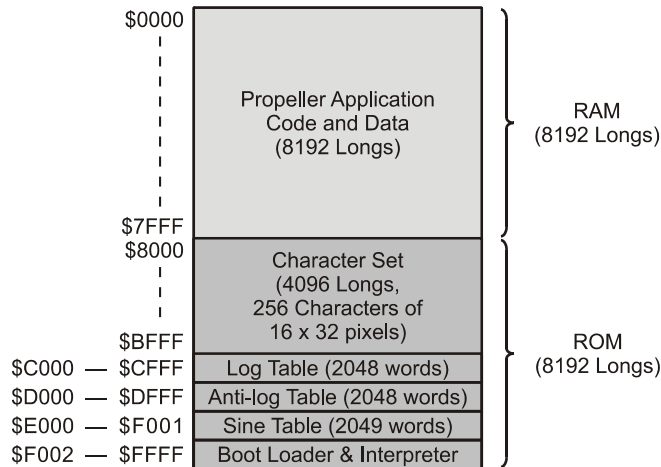 $0000
Propeller Application
Code and Data
(8192 Longs)
RAM
(8192 Longs)
$7FFF
$8000
Character Set
(4096 Longs,
256 Characters of
16 x 32 pixels)
$BFFF
ROM
(8192 Longs)
$C000 — $CFFF Log Table (2048 words)
$D000 — $DFFF Anti-log Table (2048 words)
$E000 — $F001 Sine Table (2049 words)
$F002 — $FFFF Boot Loader & Interpreter